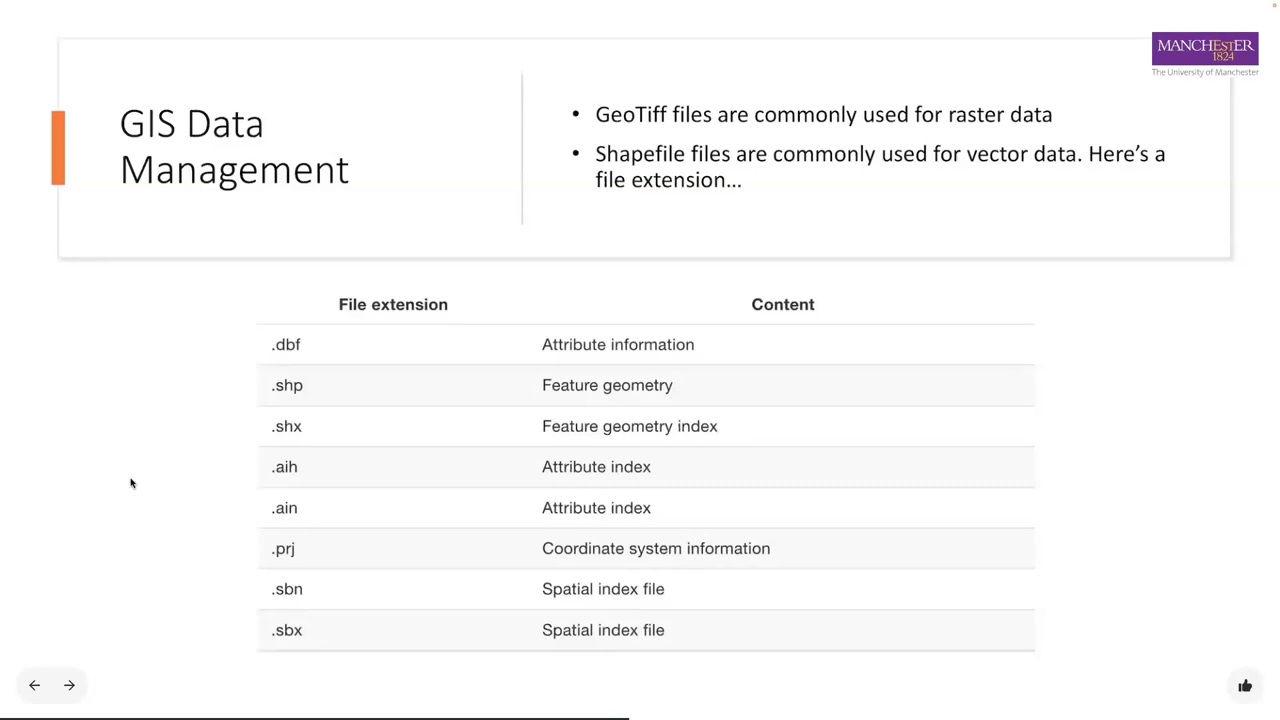 MANCHESTER
1824
The University of Manchester
GIS Data
Management
• GeoTiff files are commonly used for raster data
• Shapefile files are commonly used for vector data. Here’s a
file extension...
File extension Content
.dbf Attribute information
.shp Feature geometry
.shx Feature geometry index
.aih Attribute index
.ain Attribute index
.prj Coordinate system information
.sbn Spatial index file
.sbx Spatial index file